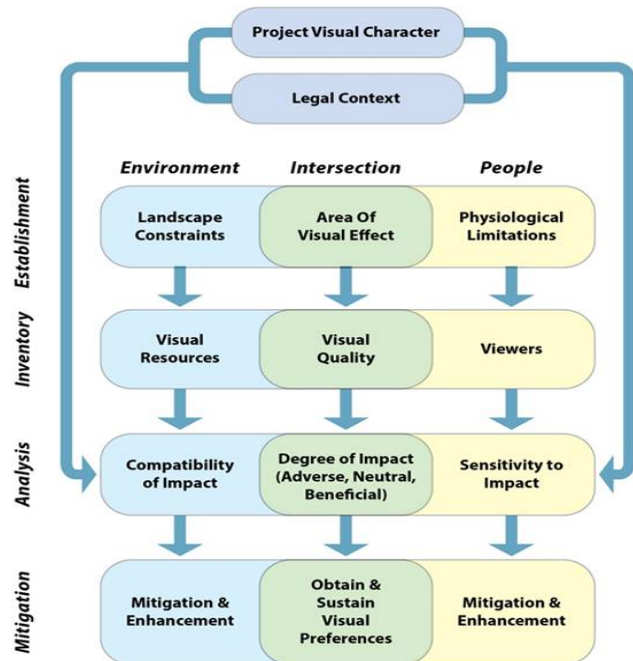 Project Visual Character
Legal Context
Environment
Intersection
People
Establishment
Landscape
Constraints
Area Of
Visual Effect
Physiological
Limitations
Inventory
Visual
Resources
Visual
Quality
Viewers
Analysis
Compatibility
of Impact
Degree of Impact
(Adverse, Neutral,
Beneficial)
Sensitivity to
Impact
Mitigation
Mitigation &
Enhancement
Obtain &
Sustain
Visual
Preferences
Mitigation &
Enhancement